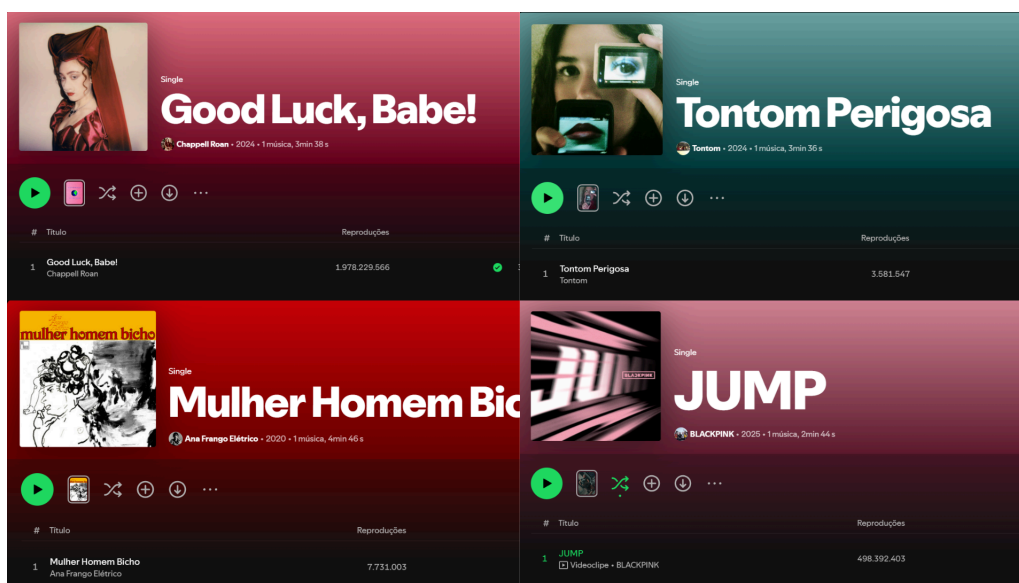 Single
Good Luck, Babe!
Chappell Roan • 2024 • 1 música, 3min 38 s
# Título Reproduções
1 Good Luck, Babe! 1.978.229.566
Chappell Roan
Single
Tontom Perigosa
Tontom • 2024 • 1 música, 3min 36 s
# Título Reproduções
1 Tontom Perigosa 3.581.547
Tontom
mulher homem bicho
Single
Mulher Homem Bic
Ana Frango Elétrico • 2020 • 1 música, 4min 46 s
# Título Reproduções
1 Mulher Homem Bicho 7.731.003
Ana Frango Elétrico
JUMP
BLACKPINK
Single
JUMP
BLACKPINK • 2025 • 1 música, 2min 44 s
# Título Reproduções
1 JUMP 498.392.403
Videoclipe • BLACKPINK